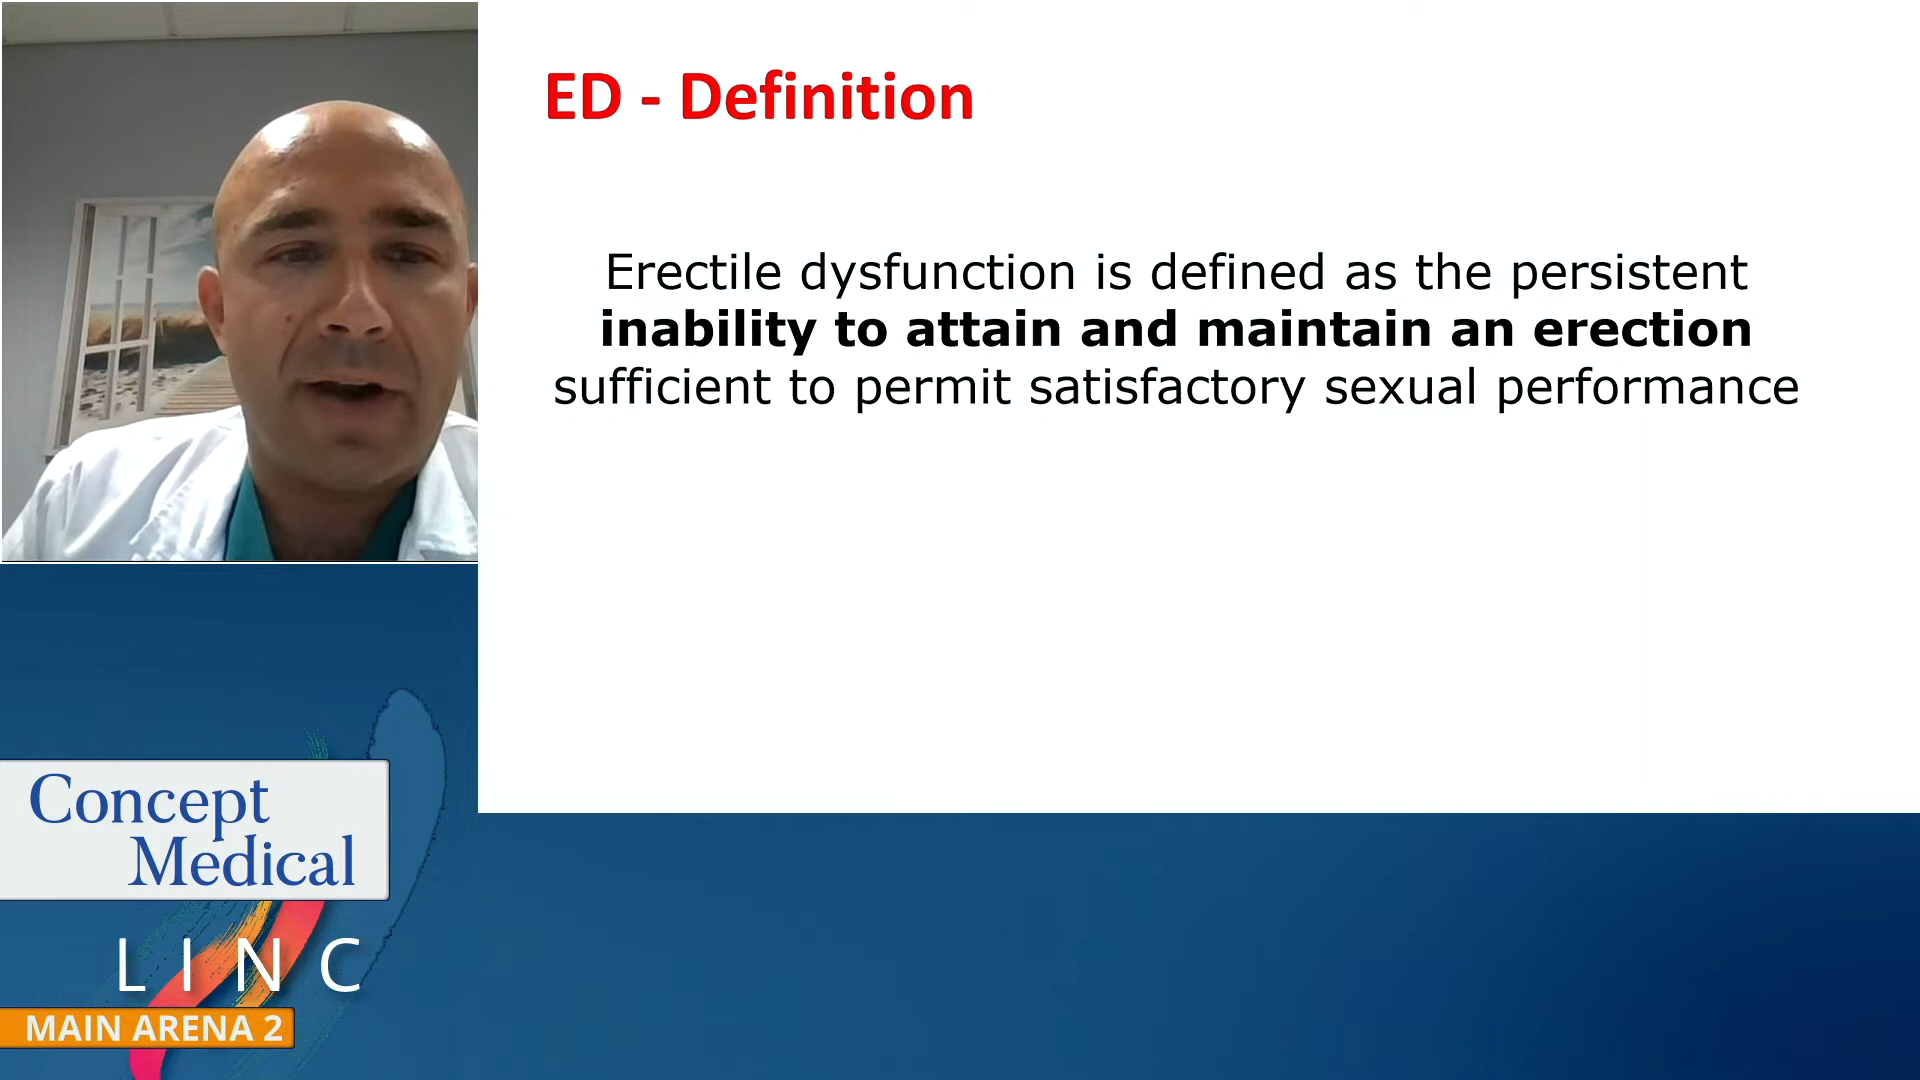 ED - Definition
Erectile dysfunction is defined as the persistent
inability to attain and maintain an erection
sufficient to permit satisfactory sexual performance
Concept
Medical
LINC
MAIN ARENA 2